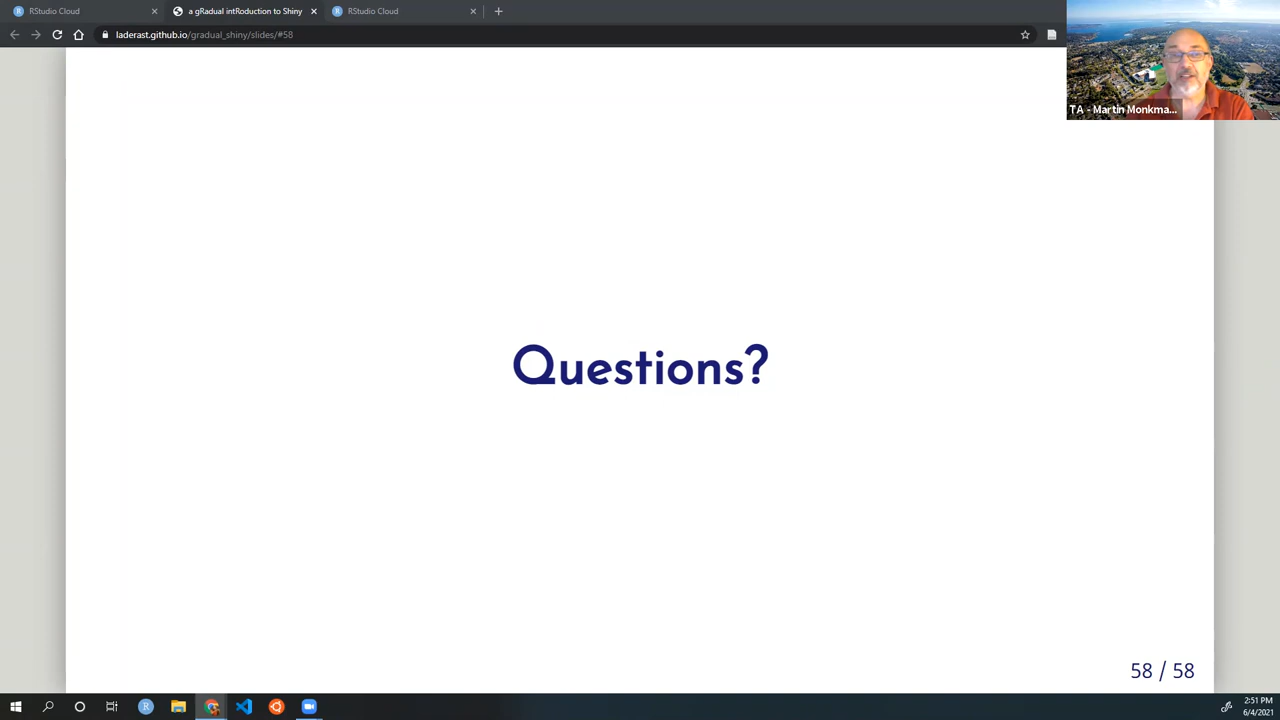 RStudio Cloud
a gRadual intRoduction to Shiny
RStudio Cloud
laderast.github.io/gradual_shiny/slides/#58
TA - Martin Monkma...
Questions?
58 / 58
2:51 PM
6/4/2021